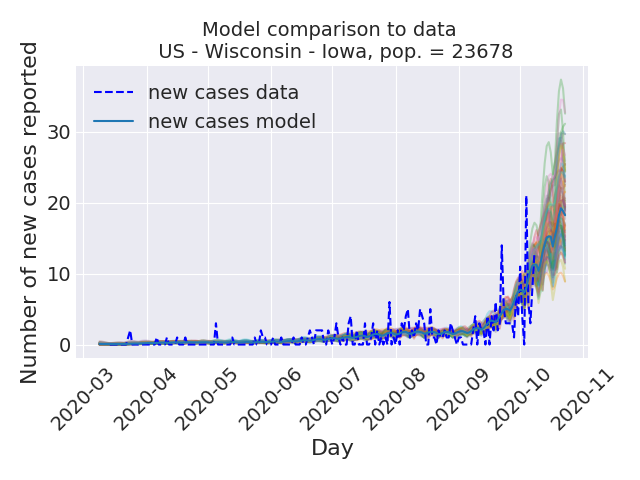 Model comparison to data
US - Wisconsin - Iowa, pop. = 23678
new cases data
new cases model
Number of new cases reported
30
20
10
0
2020-03
2020-04
2020-05
2020-06
2020-07
2020-08
2020-09
2020-10
2020-11
Day